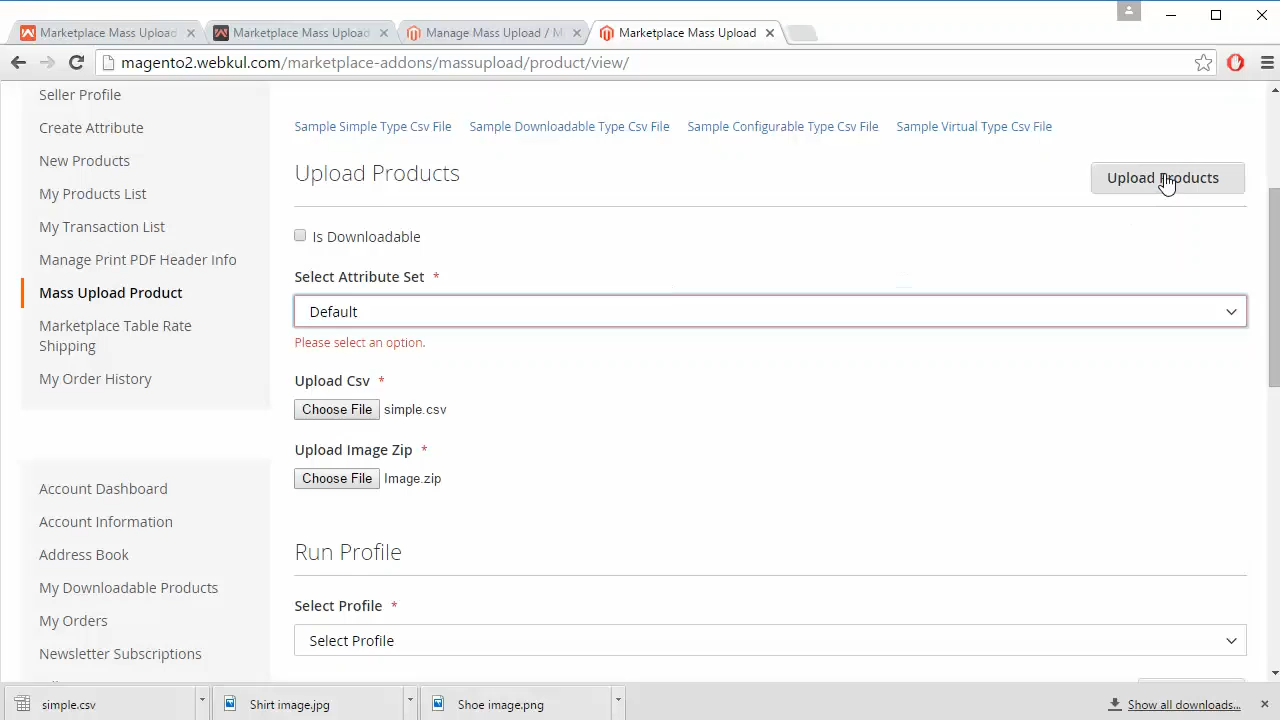 Marketplace Mass Upload
Marketplace Mass Upload
Manage Mass Upload / M
Marketplace Mass Upload
magento2.webkul.com/marketplace-addons/massupload/product/view/
Seller Profile
Create Attribute
New Products
My Products List
My Transaction List
Manage Print PDF Header Info
Mass Upload Product
Marketplace Table Rate
Shipping
My Order History
Account Dashboard
Account Information
Address Book
My Downloadable Products
My Orders
Newsletter Subscriptions
Sample Simple Type Csv File Sample Downloadable Type Csv File Sample Configurable Type Csv File Sample Virtual Type Csv File
Upload Products
Upload Products
Is Downloadable
Select Attribute Set *
Default
Please select an option.
Upload Csv *
Choose File simple.csv
Upload Image Zip *
Choose File Image.zip
Run Profile
Select Profile *
Select Profile
simple.csv
Shirt image.jpg
Shoe image.png
Show all downloads...